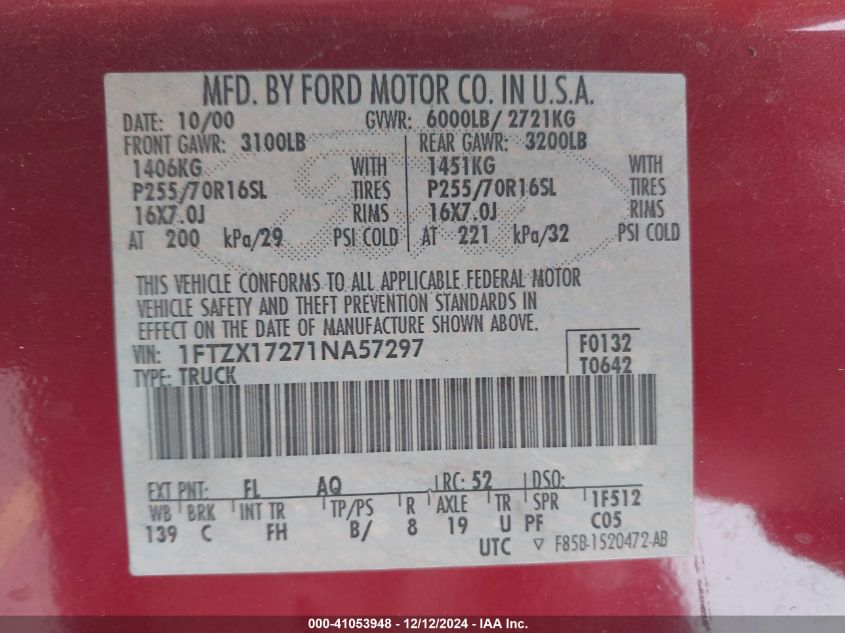 MFD. BY FORD MOTOR CO. IN U.S.A.
DATE: 10/00 GVWR: 6000LB/ 2721KG
FRONT GAWR: 3100LB REAR GAWR: 3200LB
1406KG WITH 1451KG WITH
P255/70R16SL TIRES P255/70R16SL TIRES
16X7.0J RIMS 16X7.0J RIMS
AT 200 kPa/29 PSI COLD AT 221 kPa/32 PSI COLD
THIS VEHICLE CONFORMS TO ALL APPLICABLE FEDERAL MOTOR
VEHICLE SAFETY AND THEFT PREVENTION STANDARDS IN
EFFECT ON THE DATE OF MANUFACTURE SHOWN ABOVE.
VIN: 1FTZX17271NA57297 F0132
TYPE: TRUCK T0642
EXT PNT: FL AQ RC: 52 DSO:
WB BRK INT TR TP/PS R AXLE TR SPR 1F512
139 C FH B/ 8 19 U PF C05
UTC ▽ F85B-1520472-AB
000-41053948 - 12/12/2024 - IAA Inc.